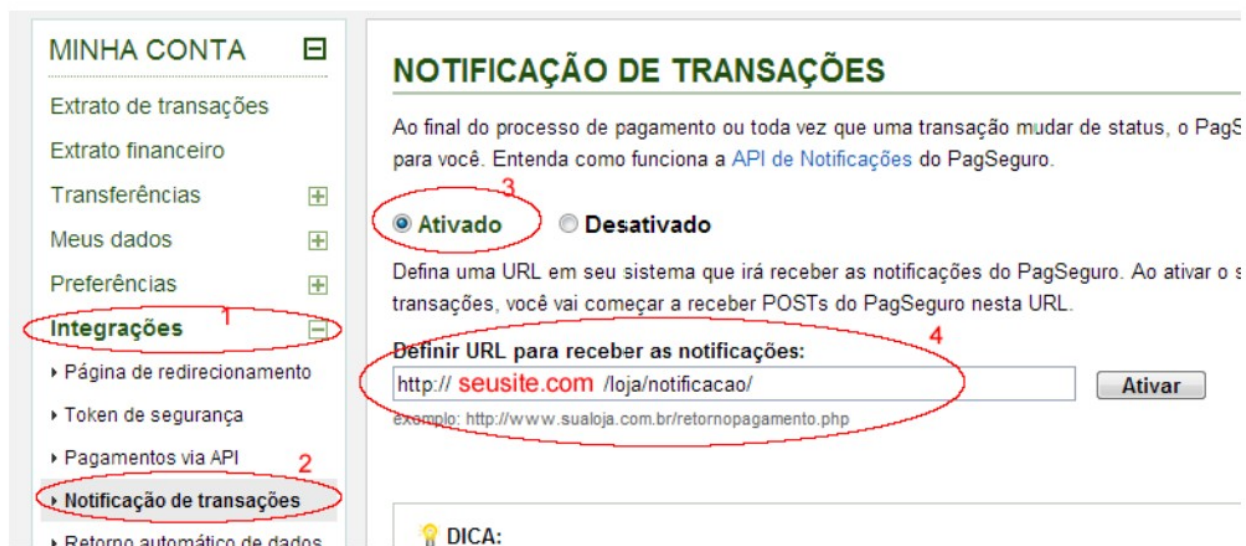 MINHA CONTA
Extrato de transações
Extrato financeiro
Transferências
Meus dados
Preferências
Integrações
1
Página de redirecionamento
Token de segurança
Pagamentos via API
2
Notificação de transações
Retorno automático de dados
NOTIFICAÇÃO DE TRANSAÇÕES
Ao final do processo de pagamento ou toda vez que uma transação mudar de status, o PagS
para você. Entenda como funciona a API de Notificações do PagSeguro.
3
Ativado Desativado
Defina uma URL em seu sistema que irá receber as notificações do PagSeguro. Ao ativar o s
transações, você vai começar a receber POSTs do PagSeguro nesta URL.
4
Definir URL para receber as notificações:
http:// seusite.com /loja/notificacao/
Ativar
exemplo: http://www.sualoja.com.br/retornopagamento.php
DICA: